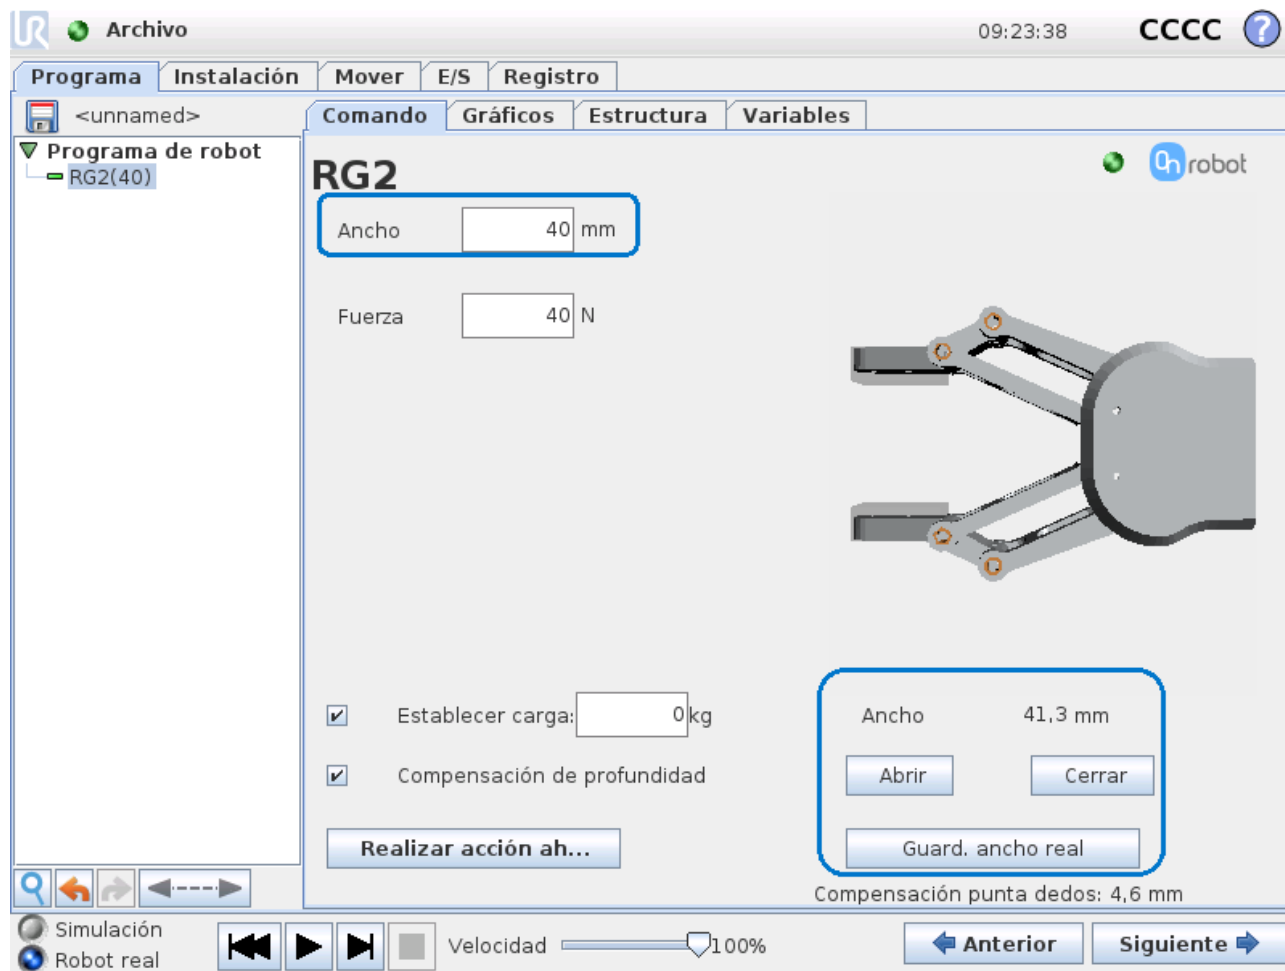 Archivo 09:23:38 CCCC ?
Programa Instalación Mover E/S Registro
<unnamed> Comando Gráficos Estructura Variables
Programa de robot
RG2(40)
RG2
On robot
Ancho 40 mm
Fuerza 40 N
Establecer carga: 0 kg
Ancho 41,3 mm
Compensación de profundidad
Abrir Cerrar
Realizar acción ah...
Guard. ancho real
Compensación punta dedos: 4,6 mm
Simulación
Robot real
Velocidad 100%
Anterior Siguiente